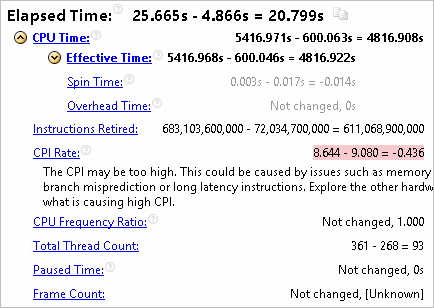 Elapsed Time: 25.665s - 4.866s = 20.799s
CPU Time: 5416.971s - 600.063s = 4816.908s
Effective Time: 5416.968s - 600.046s = 4816.922s
Spin Time: 0.003s - 0.017s = -0.014s
Overhead Time: Not changed, 0s
Instructions Retired: 683,103,600,000 - 72,034,700,000 = 611,068,900,000
CPI Rate: 8.644 - 9.080 = -0.436
The CPI may be too high. This could be caused by issues such as memory
branch misprediction or long latency instructions. Explore the other hardw
what is causing high CPI.
CPU Frequency Ratio: Not changed, 1.000
Total Thread Count: 361 - 268 = 93
Paused Time: Not changed, 0s
Frame Count: Not changed, [Unknown]